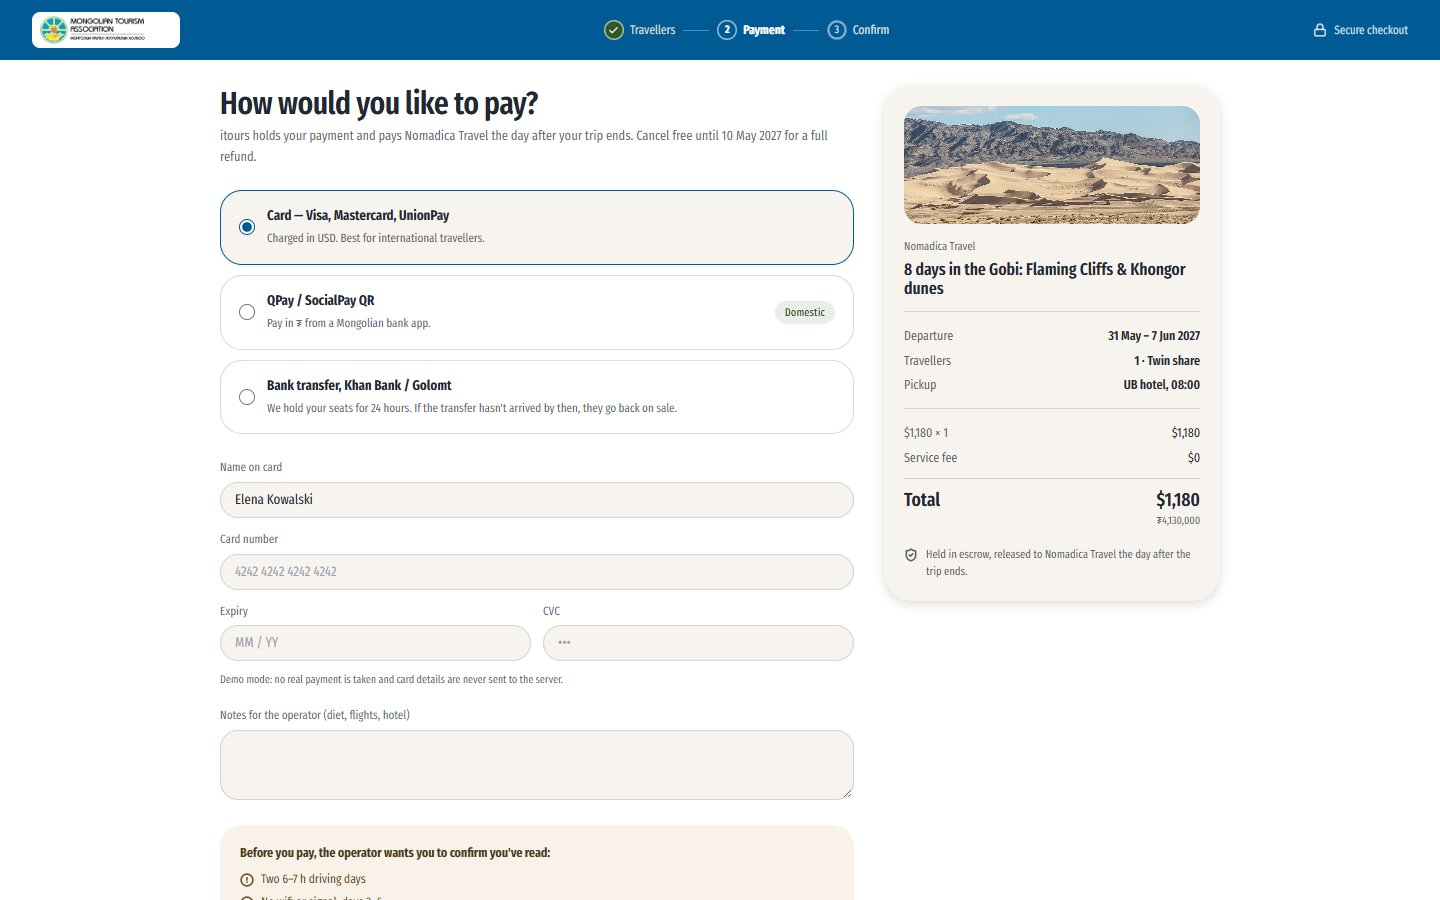 MONGOLIAN TOURISM
ASSOCIATION
Travellers
2
Payment
3
Confirm
Secure checkout
How would you like to pay?
itours holds your payment and pays Nomadica Travel the day after your trip ends. Cancel free until 10 May 2027 for a full
refund.
Card — Visa, Mastercard, UnionPay
Charged in USD. Best for international travellers.
QPay / SocialPay QR
Pay in ₮ from a Mongolian bank app.
Domestic
Bank transfer, Khan Bank / Golomt
We hold your seats for 24 hours. If the transfer hasn't arrived by then, they go back on sale.
Name on card
Elena Kowalski
Card number
4242 4242 4242 4242
Expiry
CVC
MM / YY
•••
Demo mode: no real payment is taken and card details are never sent to the server.
Notes for the operator (diet, flights, hotel)
Before you pay, the operator wants you to confirm you've read:
Two 6–7 h driving days
Nomadica Travel
8 days in the Gobi: Flaming Cliffs & Khongor
dunes
Departure
31 May – 7 Jun 2027
Travellers
1 · Twin share
Pickup
UB hotel, 08:00
$1,180 × 1
$1,180
Service fee
$0
Total
$1,180
₮4,130,000
Held in escrow, released to Nomadica Travel the day after the
trip ends.